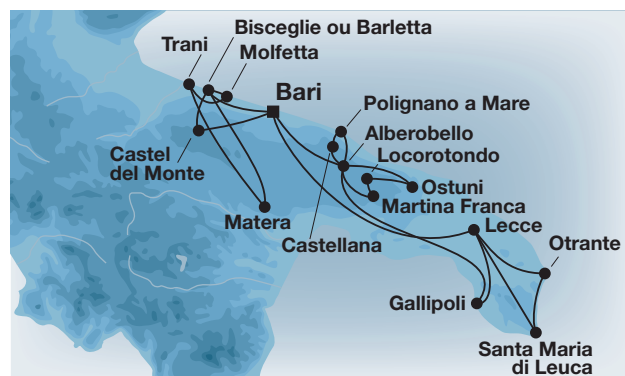 Bisceglie ou Barletta
Trani
Molfetta
Bari
Polignano a Mare
Alberobello
Locorotondo
Castel
del Monte
Ostuni
Martina Franca
Matera
Lecce
Castellana
Otrante
Gallipoli
Santa Maria
di Leuca